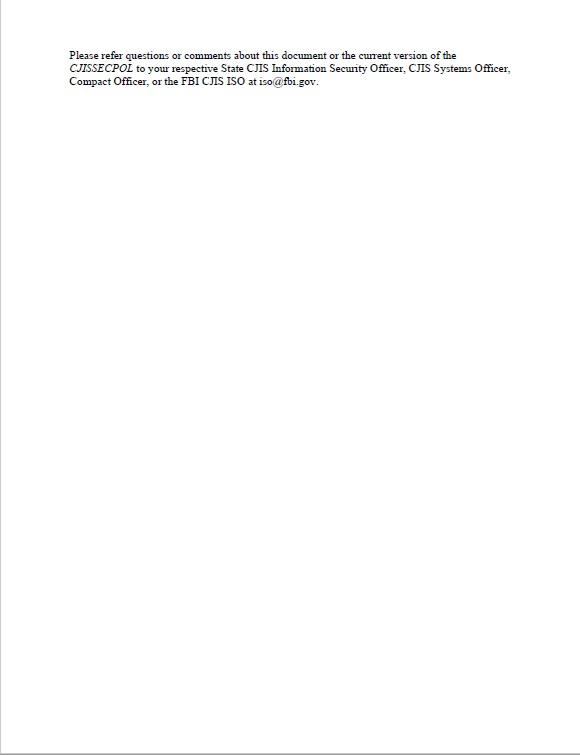 Please refer questions or comments about this document or the current version of the
CJISSECPOL to your respective State CJIS Information Security Officer, CJIS Systems Officer,
Compact Officer, or the FBI CJIS ISO at iso@fbi.gov.